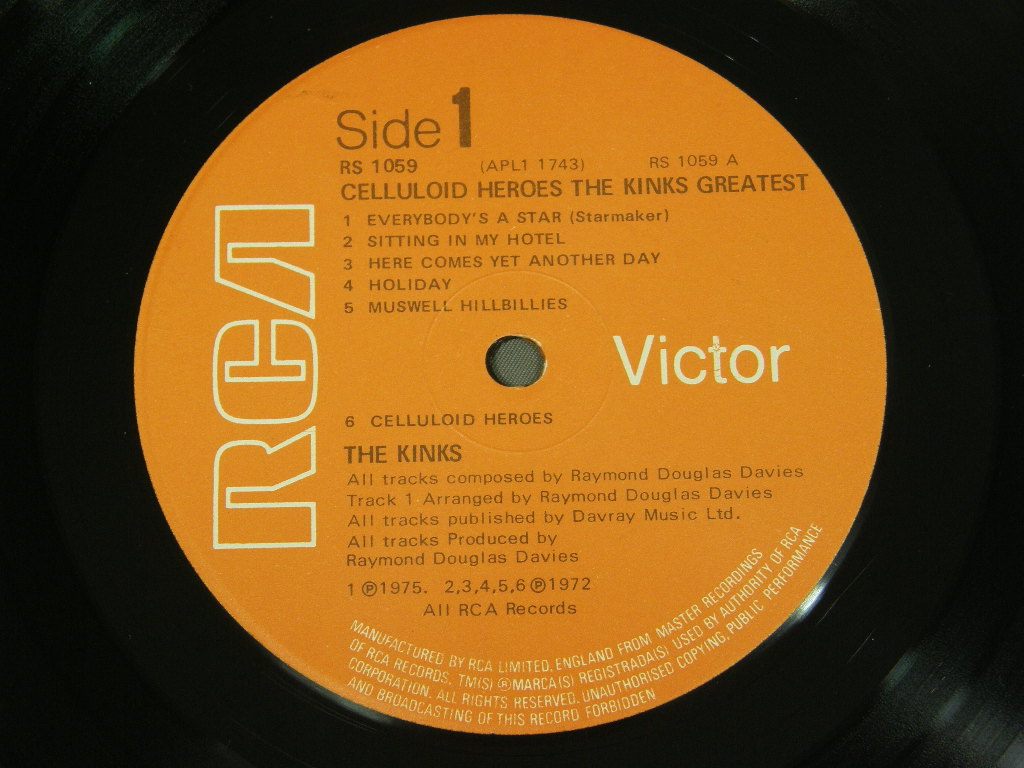 Side 1
RS 1059 (APL1 1743) RS 1059 A
CELLULOID HEROES THE KINKS GREATEST
1 EVERYBODY'S A STAR (Starmaker)
2 SITTING IN MY HOTEL
3 HERE COMES YET ANOTHER DAY
4 HOLIDAY
5 MUSWELL HILLBILLIES
RCA
Victor
6 CELLULOID HEROES
THE KINKS
All tracks composed by Raymond Douglas Davies
Track 1 Arranged by Raymond Douglas Davies
All tracks published by Davray Music Ltd.
All tracks Produced by
Raymond Douglas Davies
1 ℗1975. 2,3,4,5,6 ℗1972
All RCA Records
MANUFACTURED BY RCA LIMITED, ENGLAND FROM MASTER RECORDINGS
OF RCA RECORDS. TM(S) ® MARCA(S) REGISTRADA(S) USED BY AUTHORITY OF RCA
CORPORATION. ALL RIGHTS RESERVED. UNAUTHORISED COPYING, PUBLIC PERFORMANCE
AND BROADCASTING OF THIS RECORD FORBIDDEN